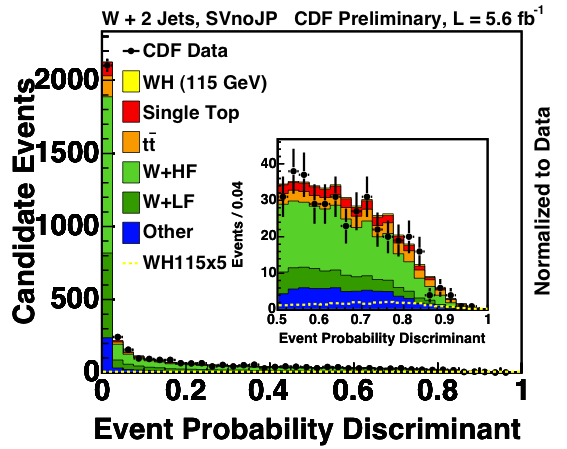 W + 2 Jets, SVnoJP CDF Preliminary, L = 5.6 fb⁻¹
Candidate Events
2000
1500
1000
500
0
CDF Data
WH (115 GeV)
Single Top
tt̄
W+HF
W+LF
Other
WH115x5
Events / 0.04
40
30
20
10
0
0.5 0.6 0.7 0.8 0.9 1
Event Probability Discriminant
0 0.2 0.4 0.6 0.8 1
Event Probability Discriminant
Normalized to Data